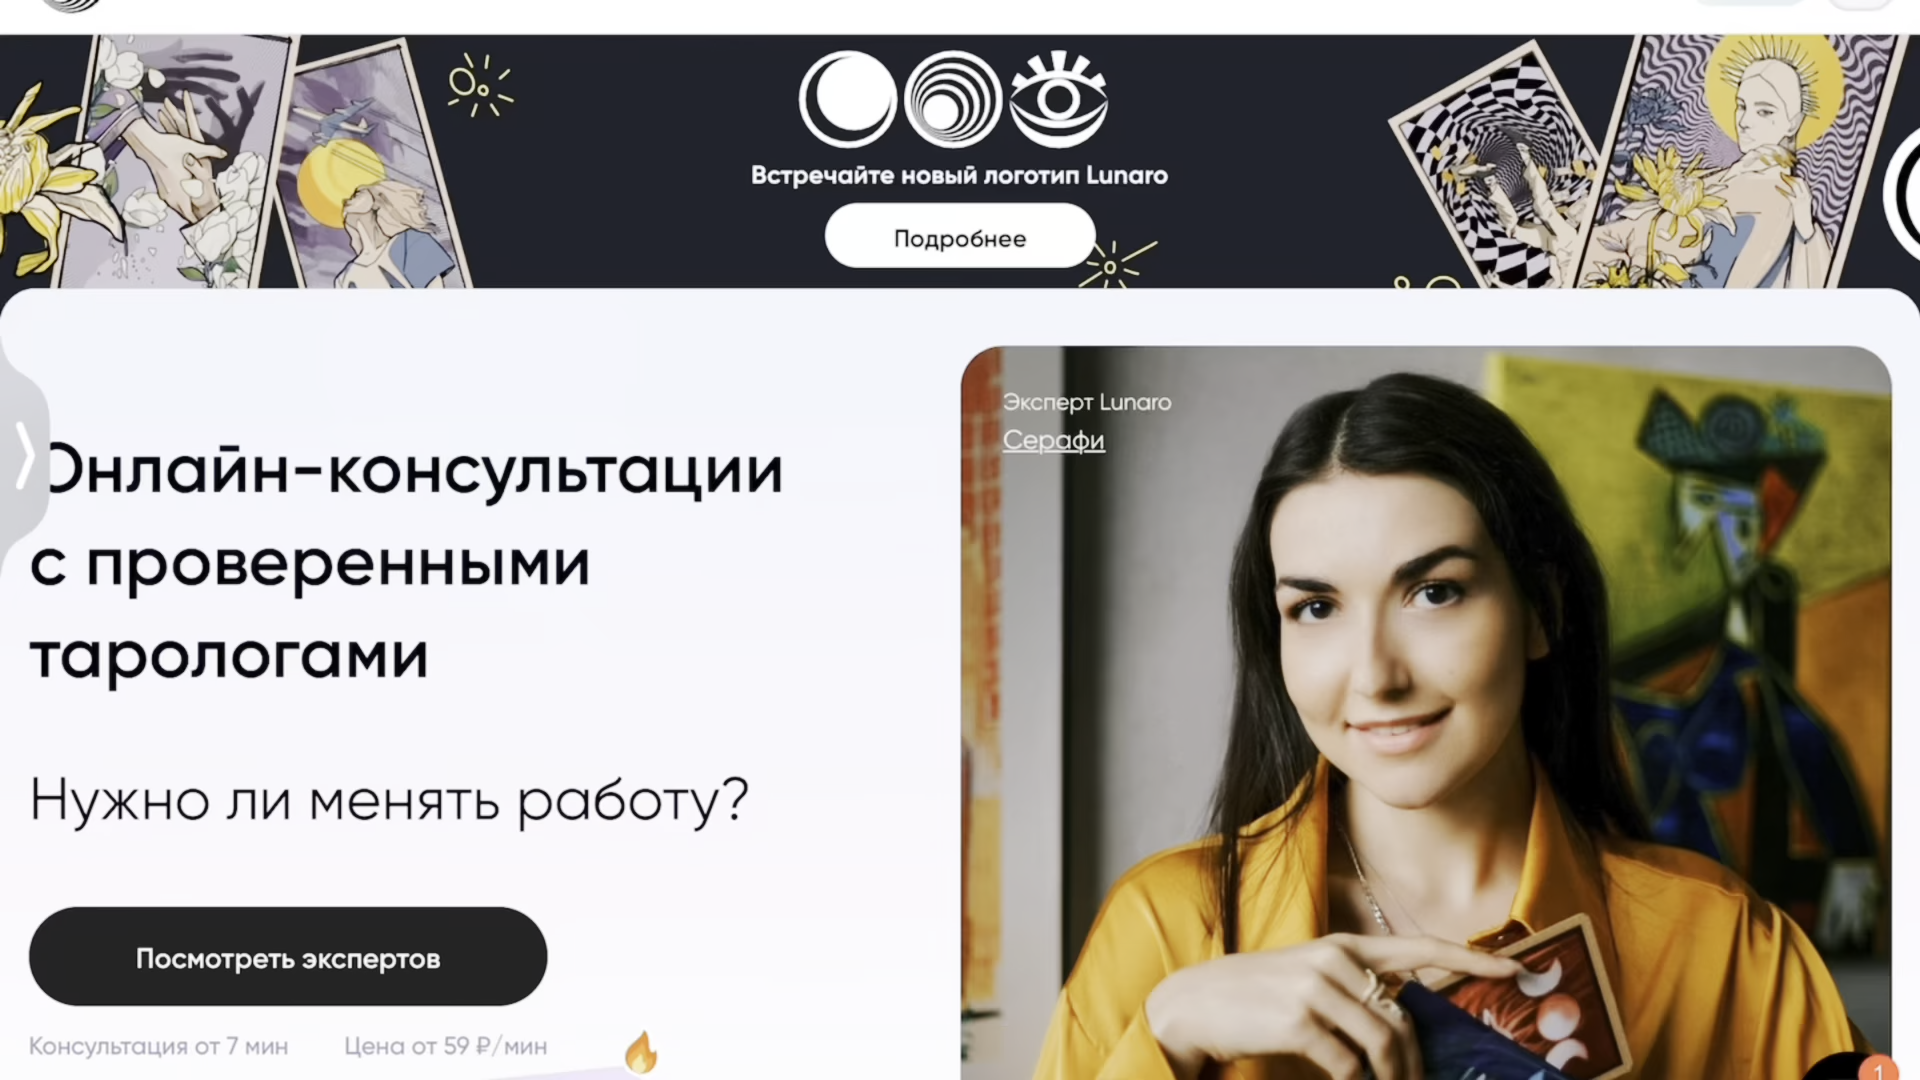 Встречайте новый логотип Lunaro
Подробнее
Эксперт Lunaro
Серафи
Онлайн-консультации
с проверенными
тарологами
Нужно ли менять работу?
Посмотреть экспертов
Консультация от 7 мин
Цена от 59 ₽/мин
1